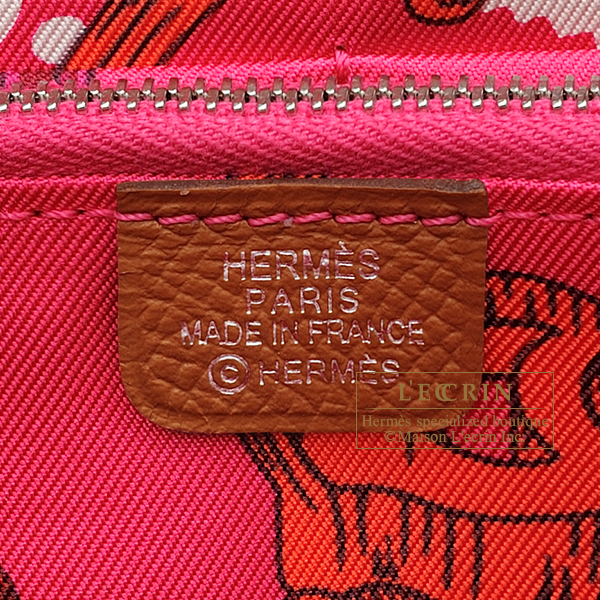 HERMÈS
PARIS
MADE IN FRANCE
©HERMÈS
L'ECRIN
Hermès specialized boutique
©Maison L'ecrin Inc.